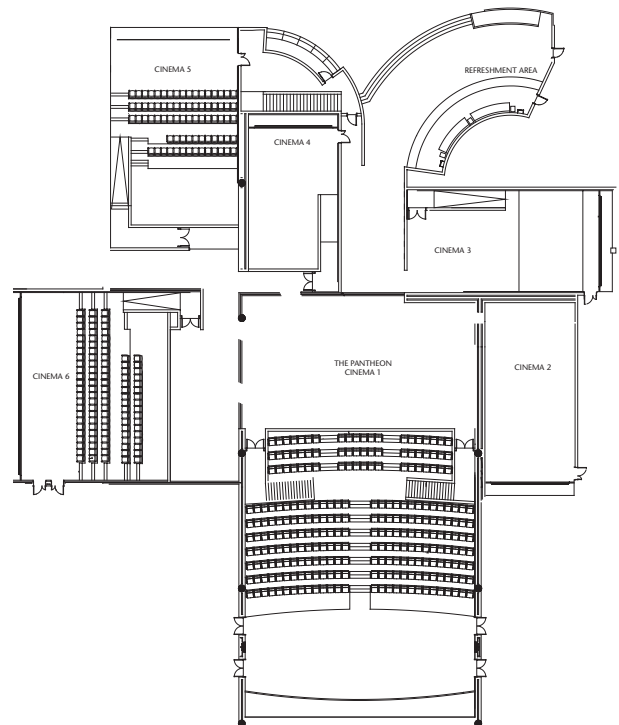 CINEMA 5
REFRESHMENT AREA
CINEMA 4
CINEMA 3
THE PANTHEON
CINEMA 1
CINEMA 2
CINEMA 6